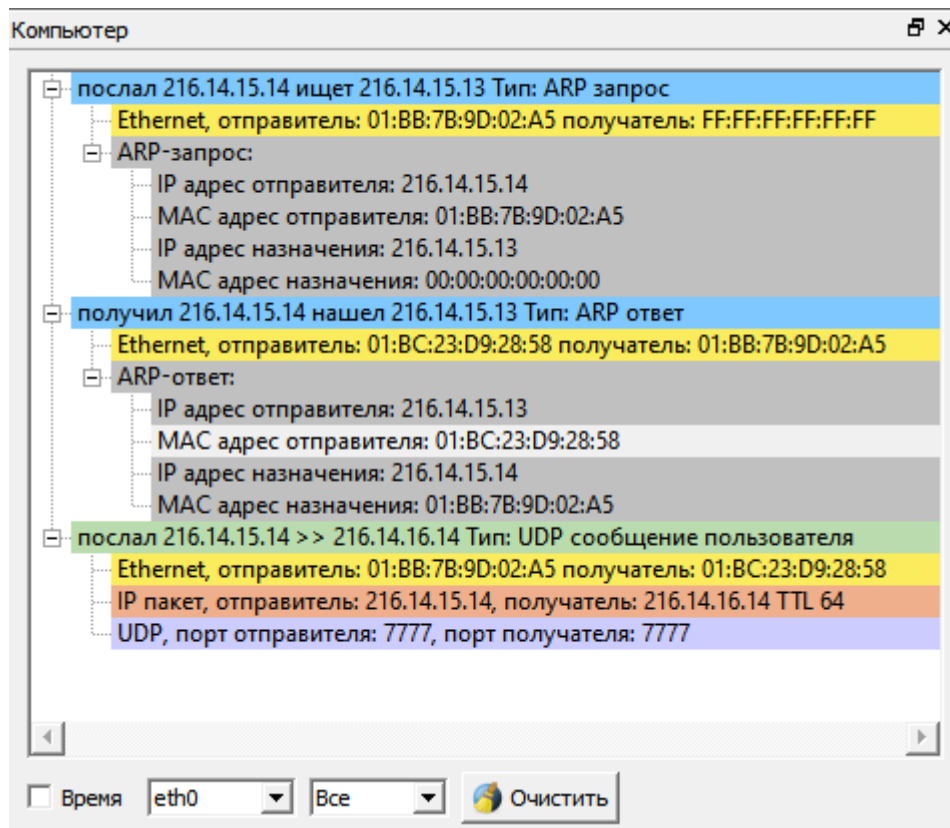 Компьютер
послал 216.14.15.14 ищет 216.14.15.13 Тип: ARP запрос
Ethernet, отправитель: 01:BB:7B:9D:02:A5 получатель: FF:FF:FF:FF:FF:FF
ARP-запрос:
IP адрес отправителя: 216.14.15.14
MAC адрес отправителя: 01:BB:7B:9D:02:A5
IP адрес назначения: 216.14.15.13
MAC адрес назначения: 00:00:00:00:00:00
получил 216.14.15.14 нашел 216.14.15.13 Тип: ARP ответ
Ethernet, отправитель: 01:BC:23:D9:28:58 получатель: 01:BB:7B:9D:02:A5
ARP-ответ:
IP адрес отправителя: 216.14.15.13
MAC адрес отправителя: 01:BC:23:D9:28:58
IP адрес назначения: 216.14.15.14
MAC адрес назначения: 01:BB:7B:9D:02:A5
послал 216.14.15.14 >> 216.14.16.14 Тип: UDP сообщение пользователя
Ethernet, отправитель: 01:BB:7B:9D:02:A5 получатель: 01:BC:23:D9:28:58
IP пакет, отправитель: 216.14.15.14, получатель: 216.14.16.14 TTL 64
UDP, порт отправителя: 7777, порт получателя: 7777
Время eth0 Все Очистить